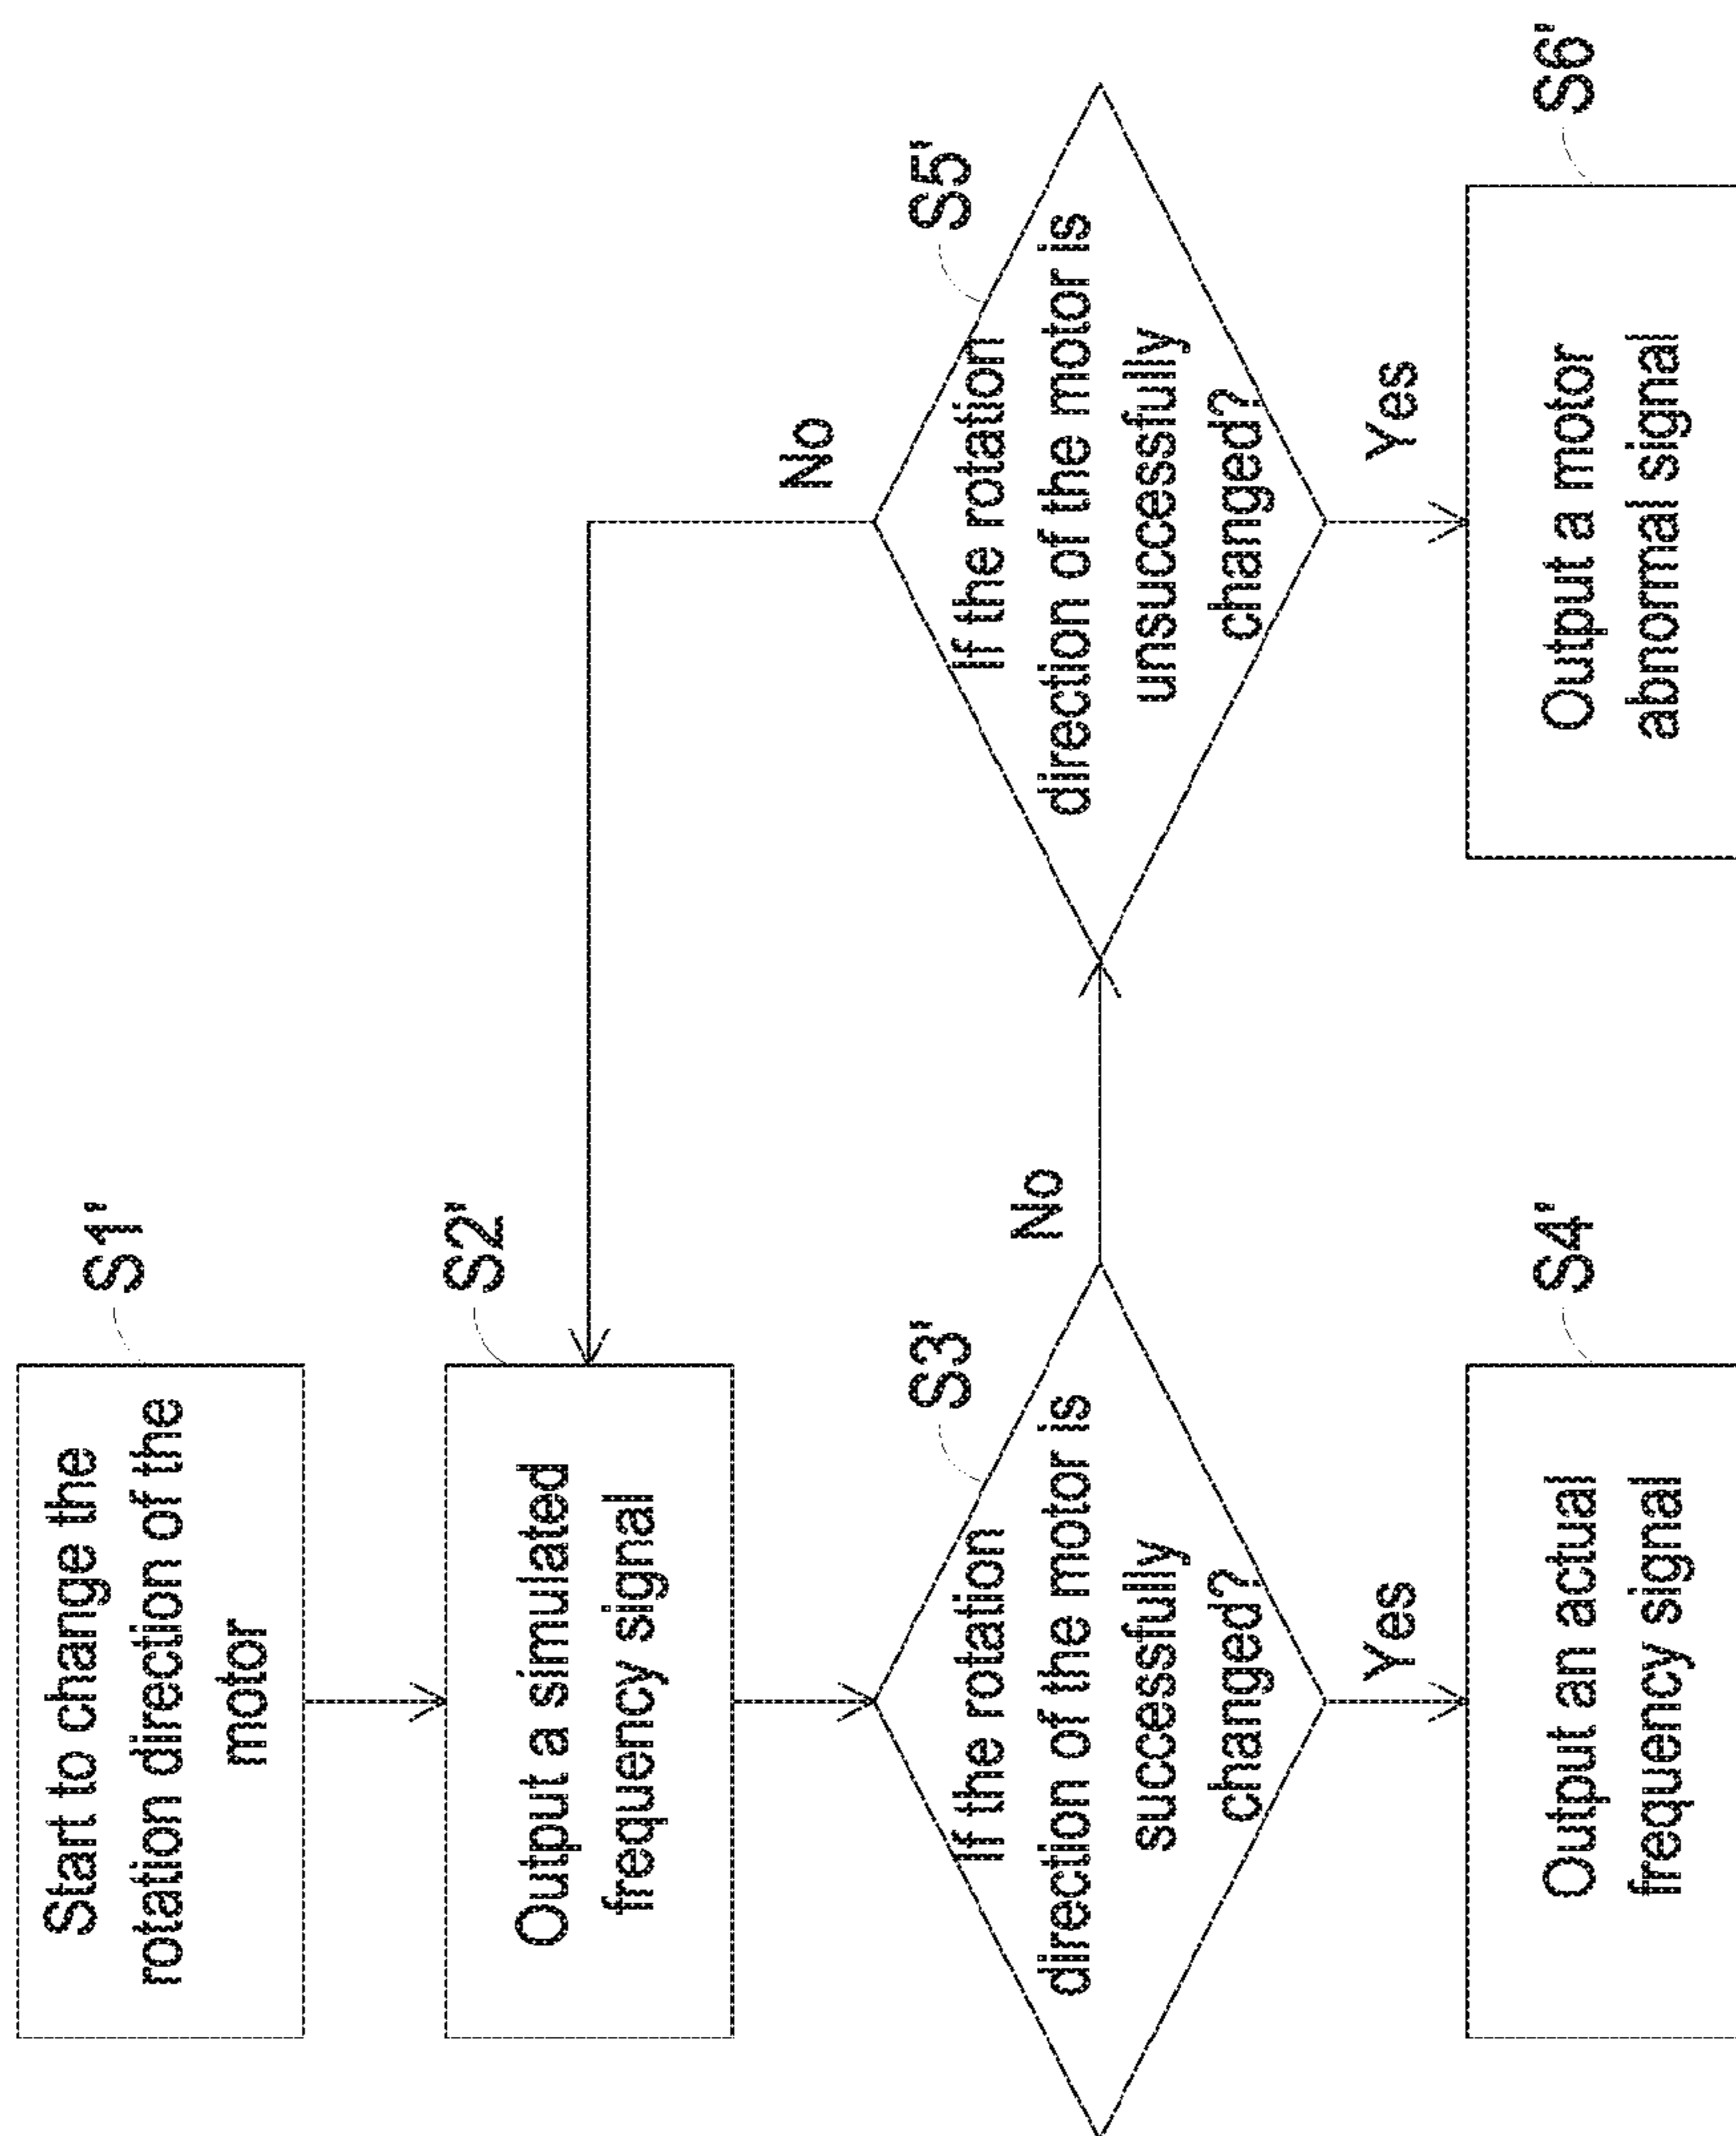 Start to change the
rotation direction of the
motor
S1'
Output a simulated
frequency signal
S2'
If the rotation
direction of the motor is
successfully
changed?
S3'
No
Yes
Output an actual
frequency signal
S4'
If the rotation
direction of the motor is
unsuccessfully
changed?
S5'
No
Yes
Output a motor
abnormal signal
S6'